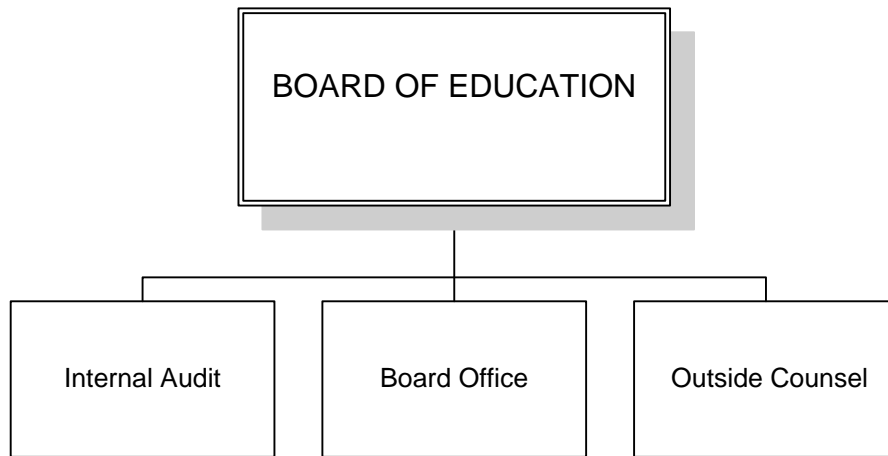 BOARD OF EDUCATION
Internal Audit
Board Office
Outside Counsel